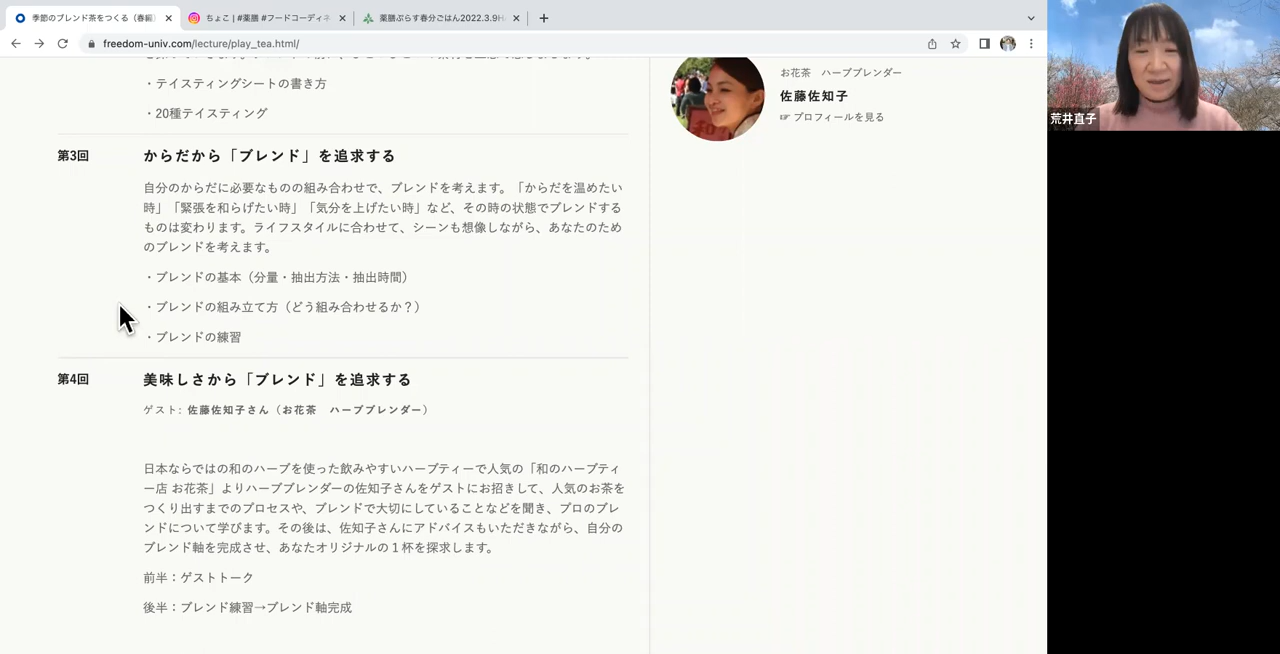 季節のブレンド茶をつくる（春編）
ちょこ | #薬膳 #フードコーディネ
薬膳ぷらす春分ごはん2022.3.9H
freedom-univ.com/lecture/play_tea.html/
・テイスティングシートの書き方
・20種テイスティング
第3回
からだから「ブレンド」を追求する
自分のからだに必要なものの組み合わせで、ブレンドを考えます。「からだを温めたい
時」「緊張を和らげたい時」「気分を上げたい時」など、その時の状態でブレンドする
ものは変わります。ライフスタイルに合わせて、シーンも想像しながら、あなたのため
のブレンドを考えます。
・ブレンドの基本（分量・抽出方法・抽出時間）
・ブレンドの組み立て方（どう組み合わせるか？）
・ブレンドの練習
第4回
美味しさから「ブレンド」を追求する
ゲスト: 佐藤佐知子さん（お花茶　ハーブブレンダー）
日本ならではの和のハーブを使った飲みやすいハーブティーで人気の「和のハーブティ
ー店 お花茶」よりハーブブレンダーの佐知子さんをゲストにお招きして、人気のお茶を
つくり出すまでのプロセスや、ブレンドで大切にしていることなどを聞き、プロのブレ
ンドについて学びます。その後は、佐知子さんにアドバイスもいただきながら、自分の
ブレンド軸を完成させ、あなたオリジナルの１杯を探求します。
前半：ゲストトーク
後半：ブレンド練習→ブレンド軸完成
お花茶　ハーブブレンダー
佐藤佐知子
☞ プロフィールを見る
荒井直子